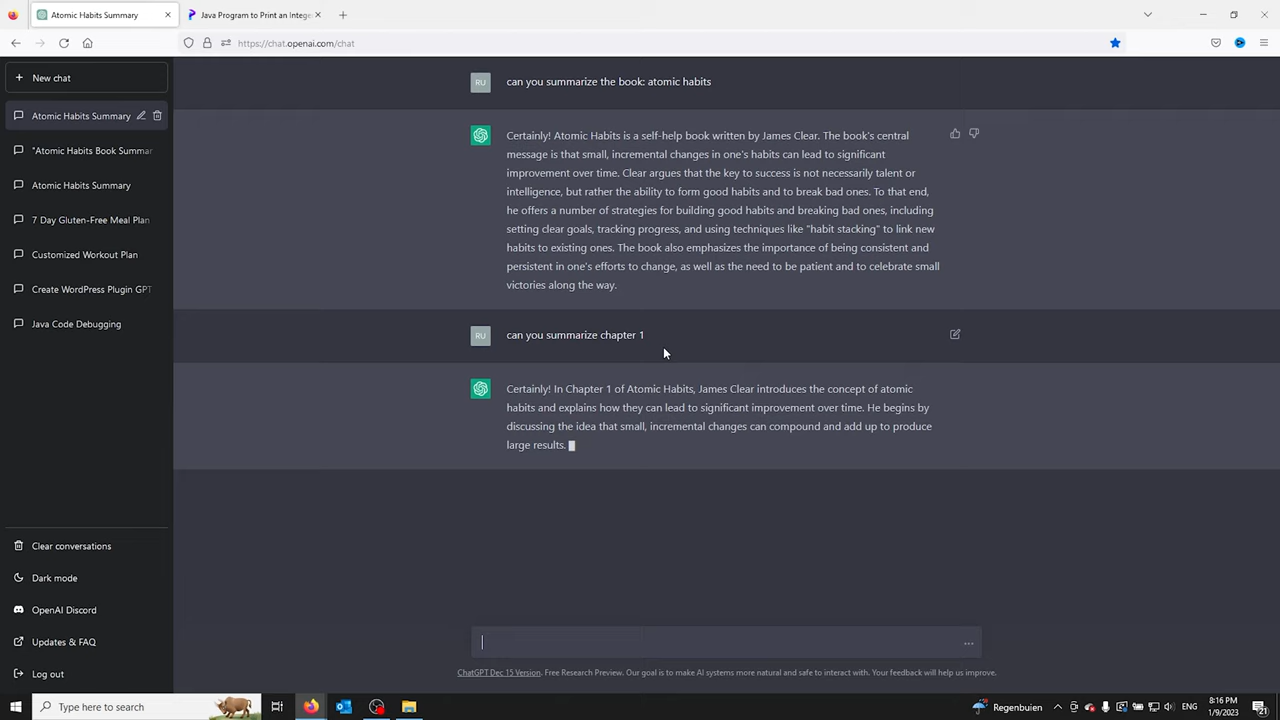 Atomic Habits Summary
Java Program to Print an Intege
https://chat.openai.com/chat
New chat
Atomic Habits Summary
"Atomic Habits Book Summar
Atomic Habits Summary
7 Day Gluten-Free Meal Plan
Customized Workout Plan
Create WordPress Plugin GPT
Java Code Debugging
Clear conversations
Dark mode
OpenAI Discord
Updates & FAQ
Log out
RU
can you summarize the book: atomic habits
Certainly! Atomic Habits is a self-help book written by James Clear. The book's central
message is that small, incremental changes in one's habits can lead to significant
improvement over time. Clear argues that the key to success is not necessarily talent or
intelligence, but rather the ability to form good habits and to break bad ones. To that end,
he offers a number of strategies for building good habits and breaking bad ones, including
setting clear goals, tracking progress, and using techniques like "habit stacking" to link new
habits to existing ones. The book also emphasizes the importance of being consistent and
persistent in one's efforts to change, as well as the need to be patient and to celebrate small
victories along the way.
RU
can you summarize chapter 1
Certainly! In Chapter 1 of Atomic Habits, James Clear introduces the concept of atomic
habits and explains how they can lead to significant improvement over time. He begins by
discussing the idea that small, incremental changes can compound and add up to produce
large results.
ChatGPT Dec 15 Version. Free Research Preview. Our goal is to make AI systems more natural and safe to interact with. Your feedback will help us improve.
Type here to search
Regenbuien
ENG
8:16 PM
1/9/2023
21